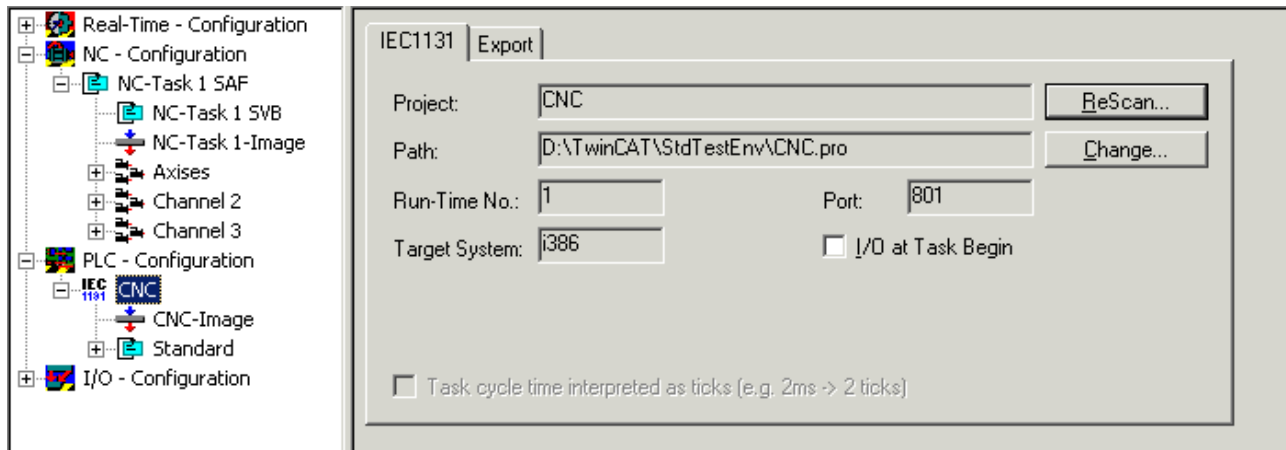 Real-Time - Configuration
NC - Configuration
NC-Task 1 SAF
NC-Task 1 SVB
NC-Task 1-Image
Axises
Channel 2
Channel 3
PLC - Configuration
IEC 1131 CNC
CNC-Image
Standard
I/O - Configuration
IEC1131 Export
Project: CNC ReScan...
Path: D:\TwinCAT\StdTestEnv\CNC.pro Change...
Run-Time No.: 1 Port: 801
Target System: i386 I/O at Task Begin
Task cycle time interpreted as ticks (e.g. 2ms -> 2 ticks)